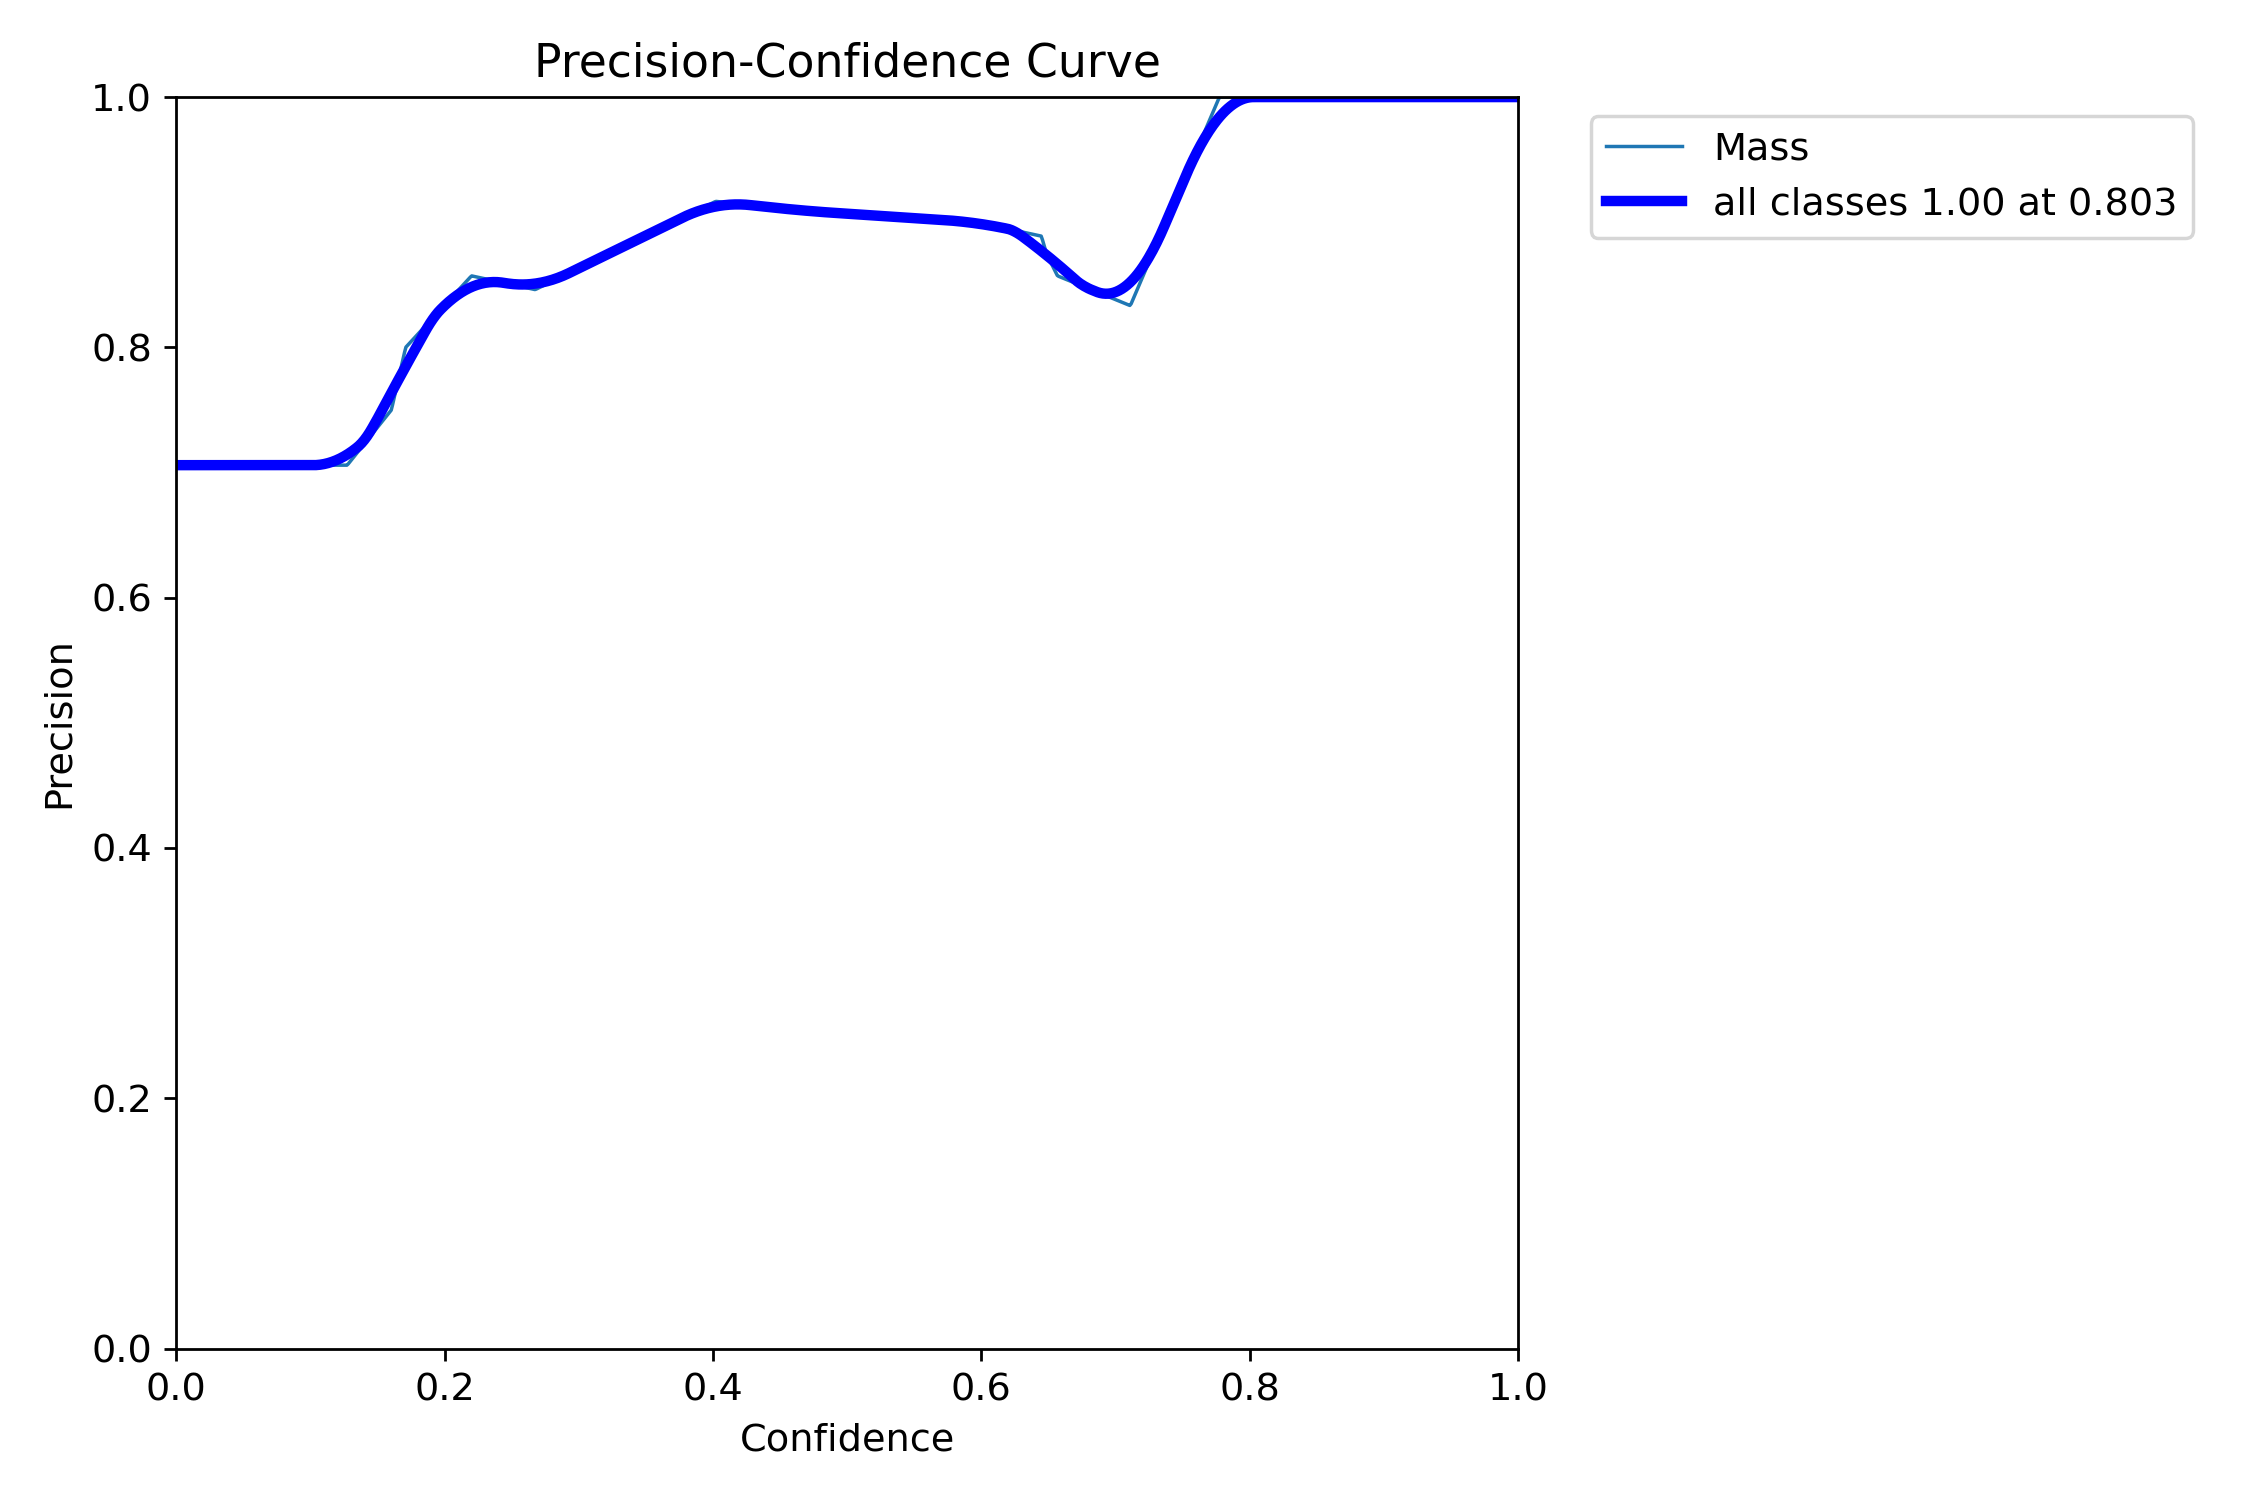 Precision-Confidence Curve
1.0
0.8
0.6
0.4
0.2
0.0
Precision
0.0 0.2 0.4 0.6 0.8 1.0
Confidence
Mass
all classes 1.00 at 0.803